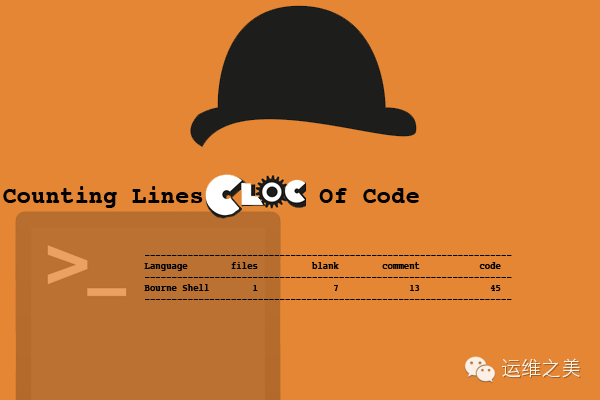 Counting Lines CLOC Of Code
>_
--------------------------------------------------------------
Language files blank comment code
--------------------------------------------------------------
Bourne Shell 1 7 13 45
--------------------------------------------------------------
运维之美